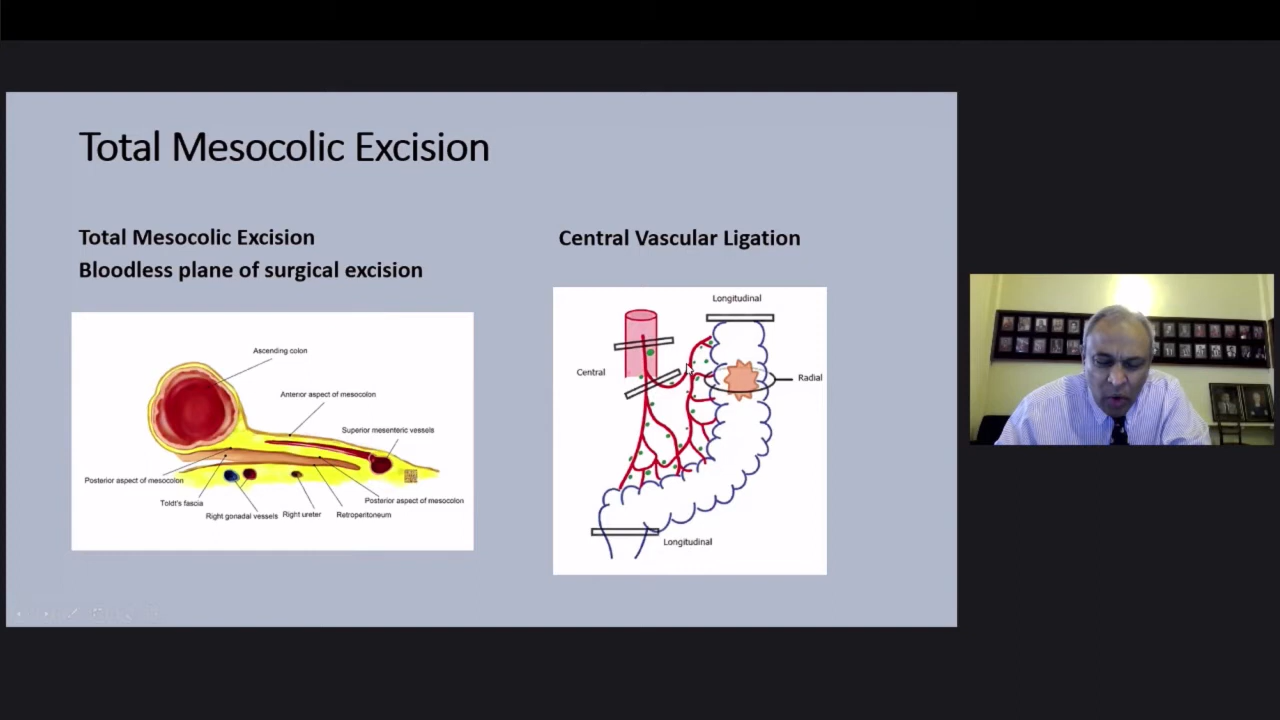 Total Mesocolic Excision
Total Mesocolic Excision
Bloodless plane of surgical excision
Ascending colon
Anterior aspect of mesocolon
Superior mesenteric vessels
Posterior aspect of mesocolon
Toldt's fascia
Right gonadal vessels
Right ureter
Retroperitoneum
Posterior aspect of mesocolon
Central Vascular Ligation
Longitudinal
Central
Radial
Longitudinal